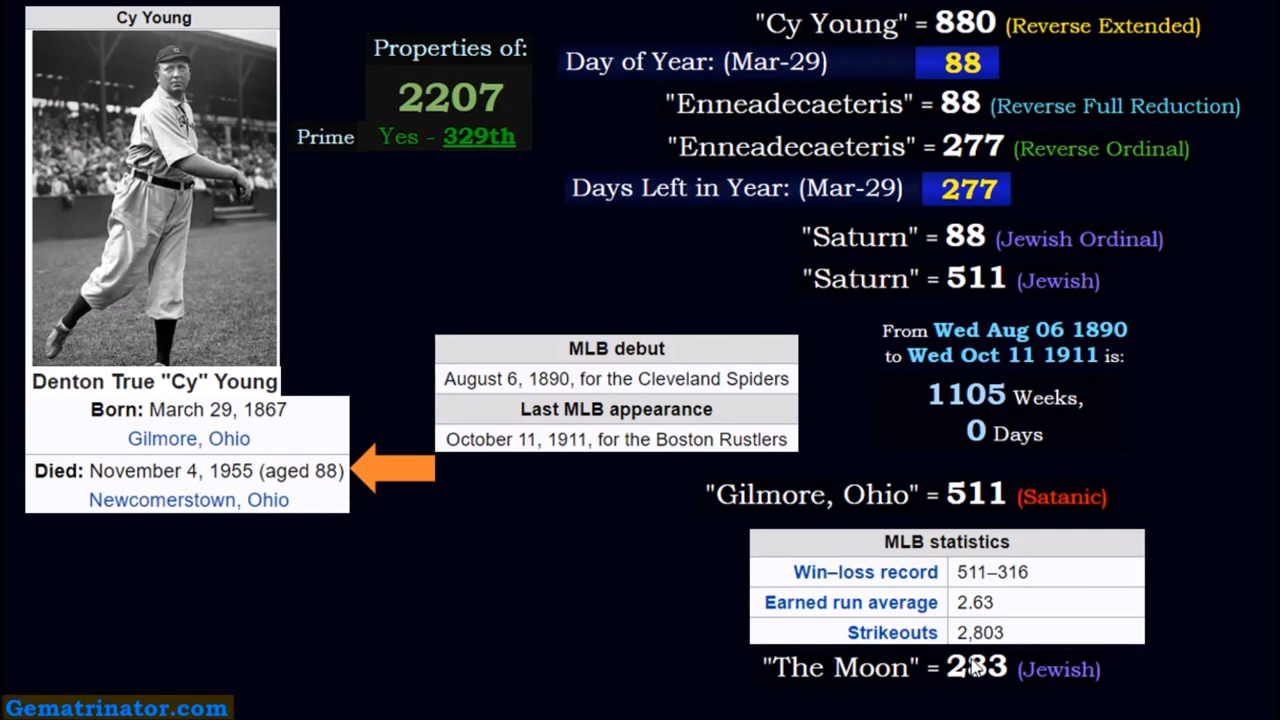 Cy Young
Denton True "Cy" Young
Born: March 29, 1867
Gilmore, Ohio
Died: November 4, 1955 (aged 88)
Newcomerstown, Ohio
Properties of:
2207
Prime Yes - 329th
"Cy Young" = 880 (Reverse Extended)
Day of Year: (Mar-29) 88
"Enneadecaeteris" = 88 (Reverse Full Reduction)
"Enneadecaeteris" = 277 (Reverse Ordinal)
Days Left in Year: (Mar-29) 277
"Saturn" = 88 (Jewish Ordinal)
"Saturn" = 511 (Jewish)
MLB debut
August 6, 1890, for the Cleveland Spiders
Last MLB appearance
October 11, 1911, for the Boston Rustlers
From Wed Aug 06 1890
to Wed Oct 11 1911 is:
1105 Weeks,
0 Days
"Gilmore, Ohio" = 511 (Satanic)
MLB statistics
Win–loss record 511–316
Earned run average 2.63
Strikeouts 2,803
"The Moon" = 283 (Jewish)
Gematrinator.com